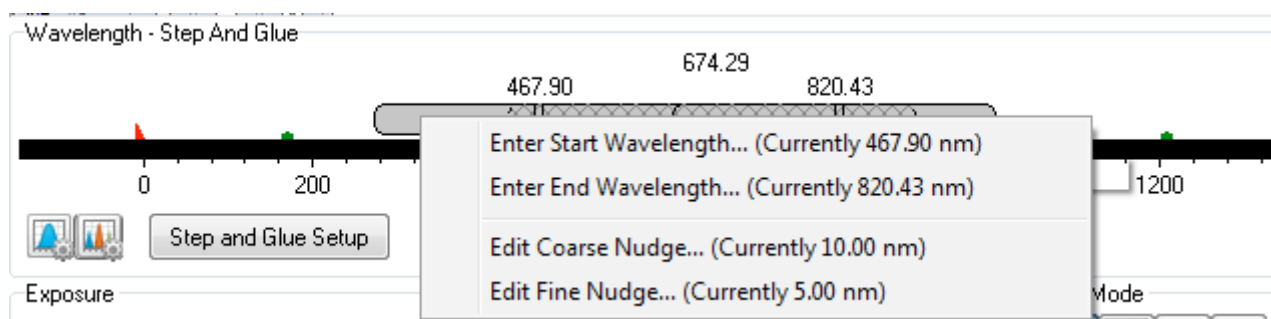 Wavelength - Step And Glue
674.29
467.90 820.43
0 200 1200
Enter Start Wavelength... (Currently 467.90 nm)
Enter End Wavelength... (Currently 820.43 nm)
Step and Glue Setup
Edit Coarse Nudge... (Currently 10.00 nm)
Edit Fine Nudge... (Currently 5.00 nm)
Exposure
Mode